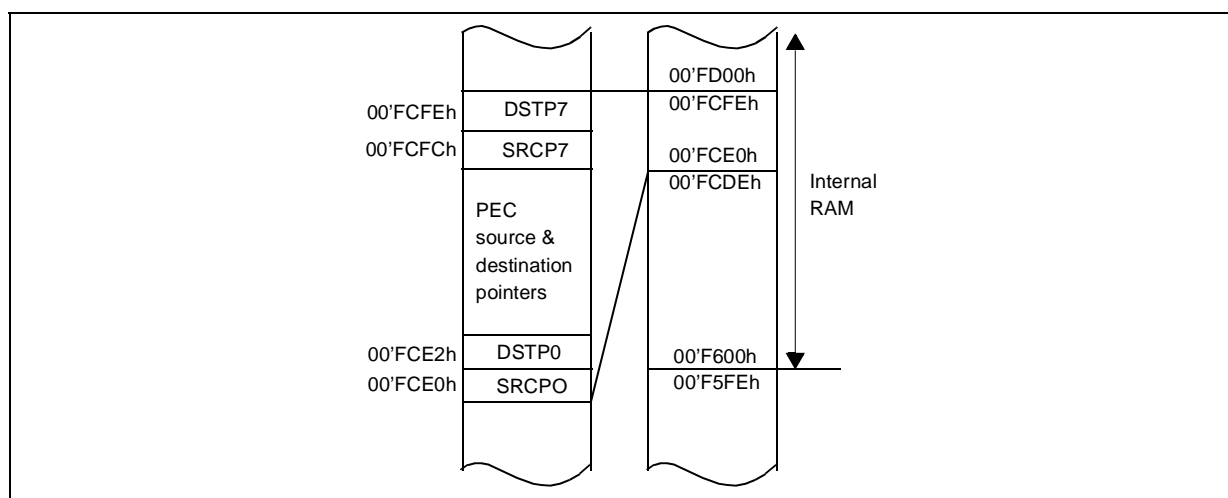 00'FCFEh
DSTP7
00'FCFCh
SRCP7
PEC
source &
destination
pointers
00'FCE2h
DSTP0
00'FCE0h
SRCPO
00'FD00h
00'FCFEh
00'FCE0h
00'FCDEh
00'F600h
00'F5FEh
Internal
RAM